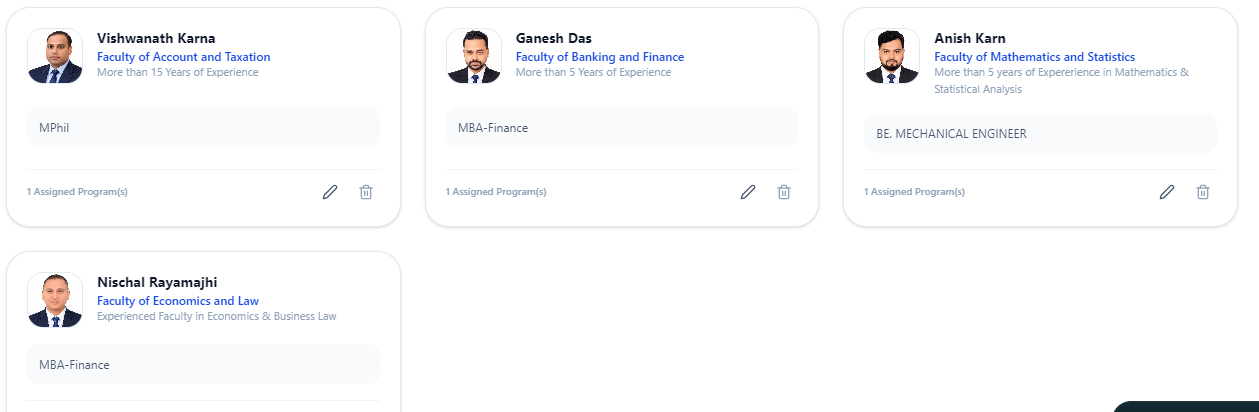 Vishwanath Karna
Faculty of Account and Taxation
More than 15 Years of Experience
MPhil
1 Assigned Program(s)
Ganesh Das
Faculty of Banking and Finance
More than 5 Years of Experience
MBA-Finance
1 Assigned Program(s)
Anish Karn
Faculty of Mathematics and Statistics
More than 5 years of Expererience in Mathematics &
Statistical Analysis
BE. MECHANICAL ENGINEER
1 Assigned Program(s)
Nischal Rayamajhi
Faculty of Economics and Law
Experienced Faculty in Economics & Business Law
MBA-Finance